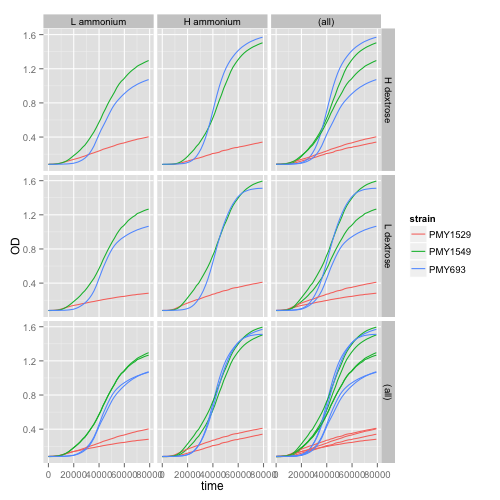 L ammonium
H ammonium
(all)
1.6
1.2
0.8
0.4
H dextrose
1.6
1.2
0.8
0.4
L dextrose
1.6
1.2
0.8
0.4
(all)
OD
0 20000 40000 60000 80000
0 20000 40000 60000 80000
0 20000 40000 60000 80000
time
strain
PMY1529
PMY1549
PMY693